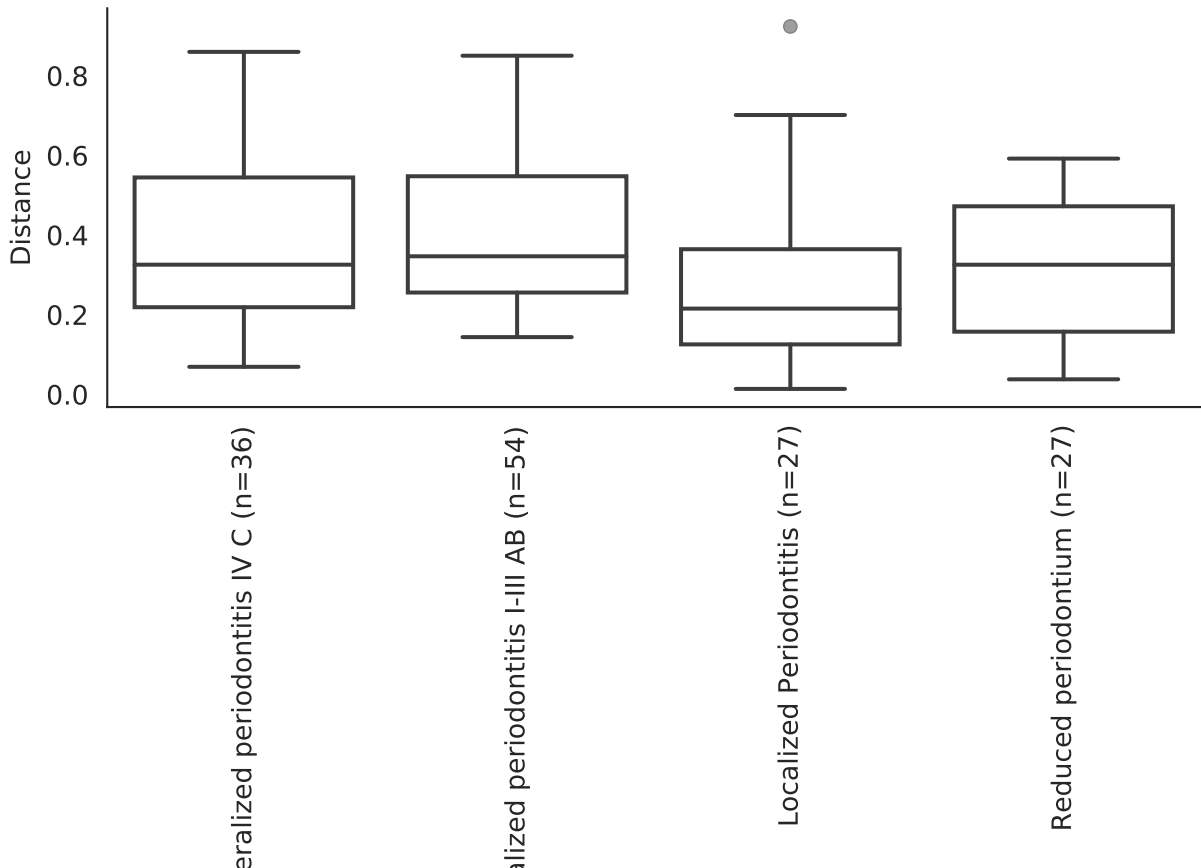 Distance
0.8
0.6
0.4
0.2
0.0
eralized periodontitis IV C (n=36)
alized periodontitis I-III AB (n=54)
Localized Periodontitis (n=27)
Reduced periodontium (n=27)